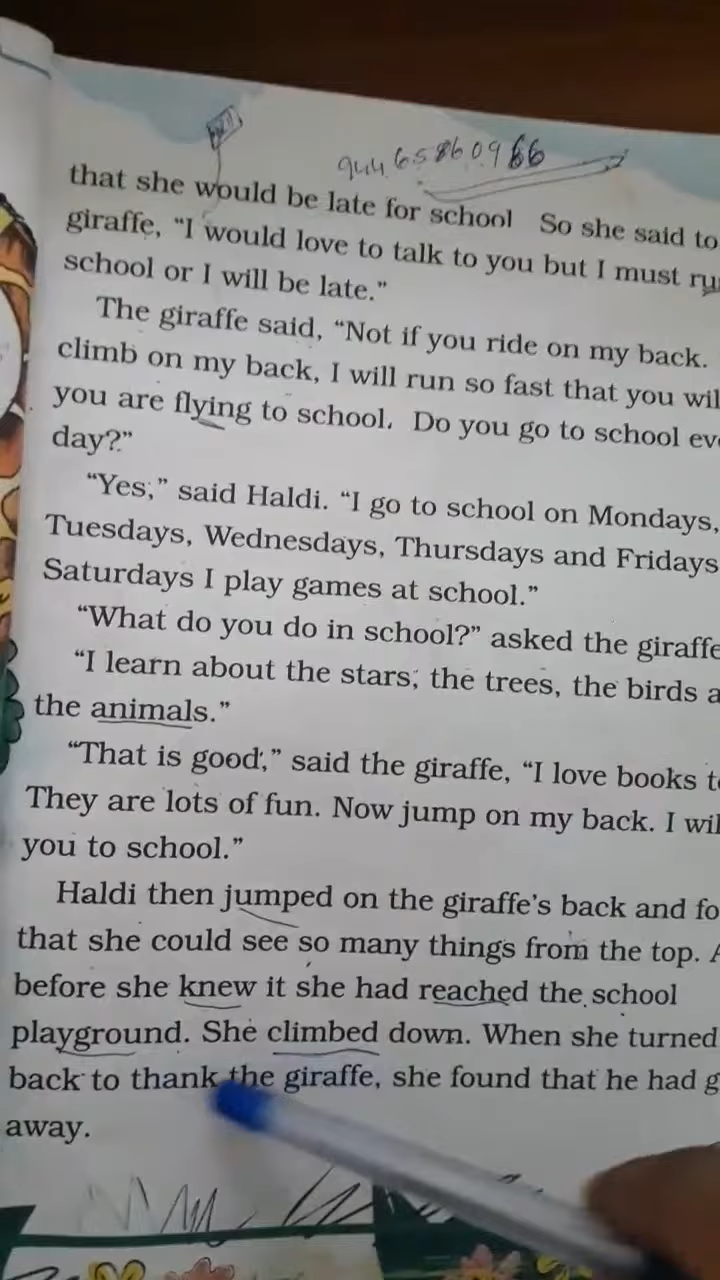 944 65860966
that she would be late for school So she said to
giraffe, "I would love to talk to you but I must
school or I will be late."
The giraffe said, "Not if you ride on my back.
climb on my back, I will run so fast that you
you are flying to school. Do you go to school
day?"
"Yes," said Haldi. "I go to school on Mondays,
Tuesdays, Wednesdays, Thursdays and Fridays
Saturdays I play games at school."
"What do you do in school?" asked the giraffe
"I learn about the stars, the trees, the birds
the animals."
"That is good," said the giraffe, "I love books
They are lots of fun. Now jump on my back. I
you to school."
Haldi then jumped on the giraffe's back and
that she could see so many things from the top.
before she knew it she had reached the school
playground. She climbed down. When she turned
back to thank the giraffe, she found that he had
away.